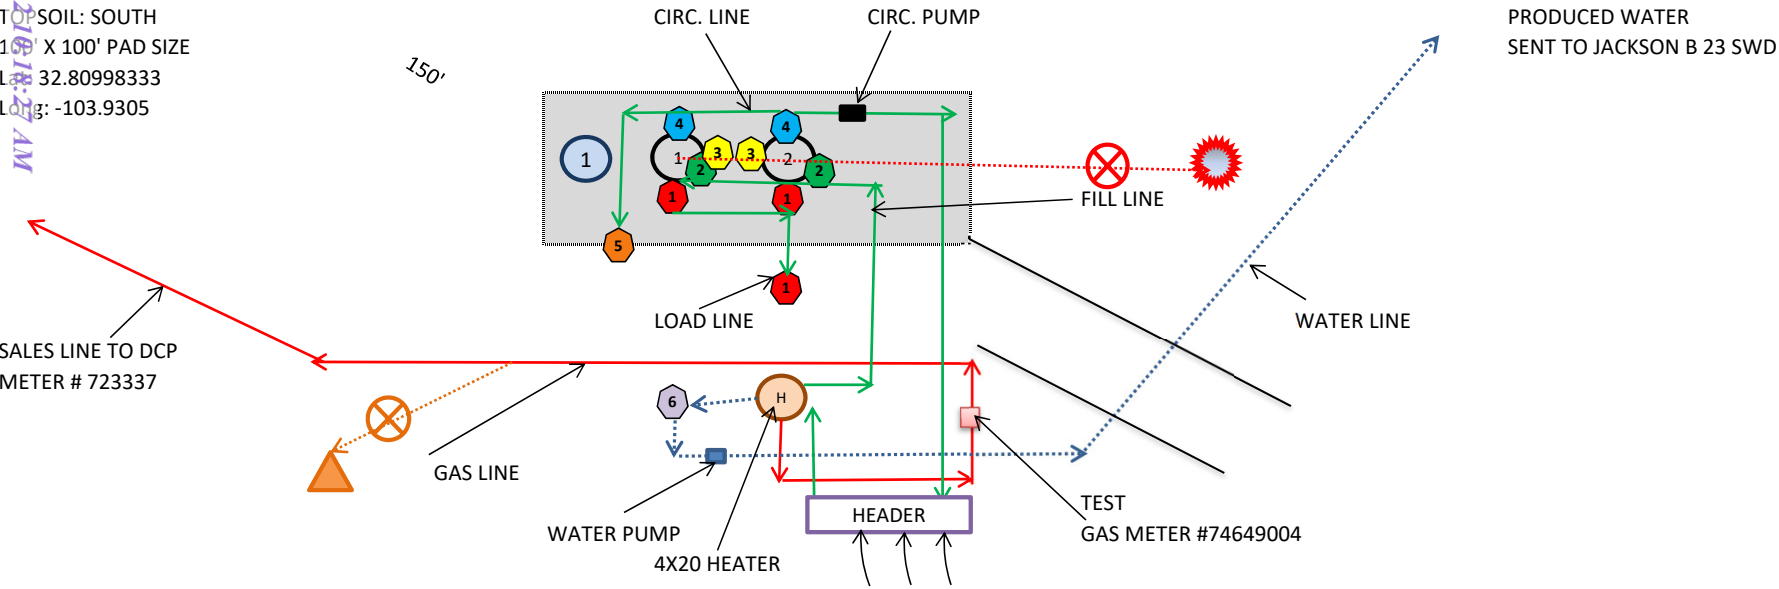 TOPSOIL: SOUTH
100' X 100' PAD SIZE
Lat: 32.80998333
Long: -103.9305
150'
CIRC. LINE
CIRC. PUMP
PRODUCED WATER
SENT TO JACKSON B 23 SWD
4
4
1
1
3
3
2
2
2
1
1
FILL LINE
5
1
LOAD LINE
WATER LINE
SALES LINE TO DCP
METER # 723337
6
H
GAS LINE
HEADER
TEST
GAS METER #74649004
WATER PUMP
4X20 HEATER